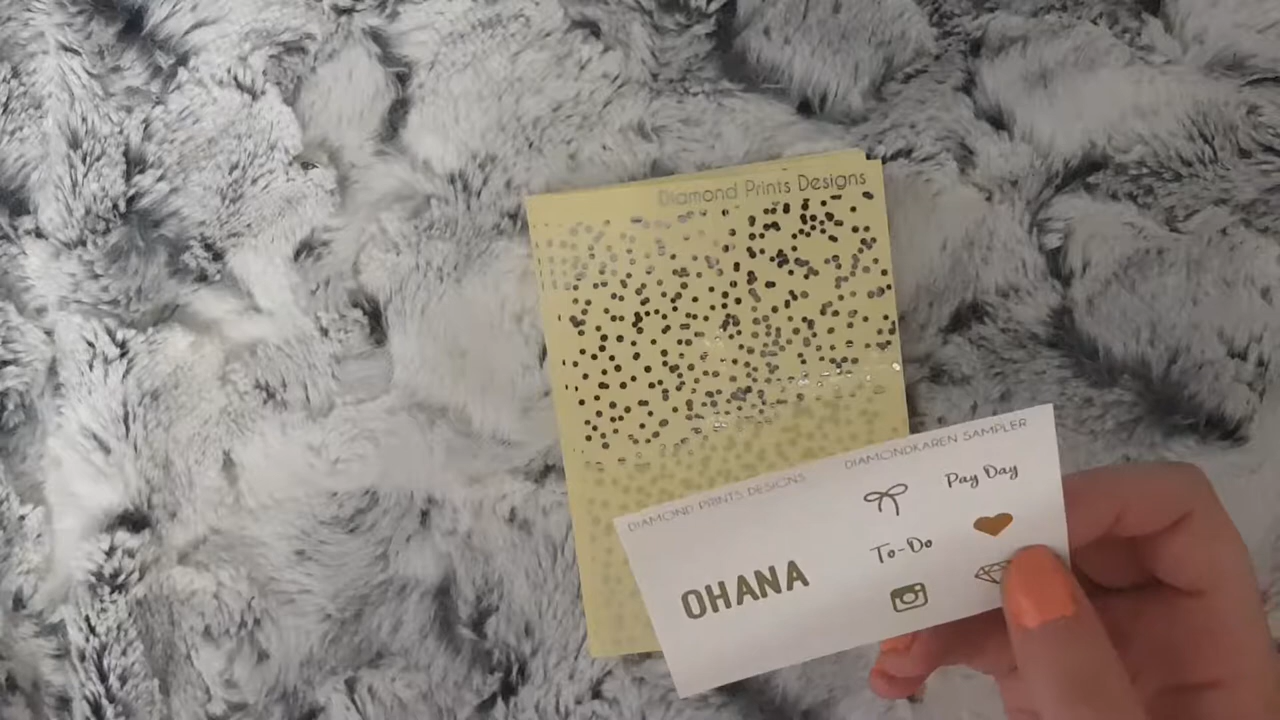 Diamond Prints Designs
DIAMOND PRINTS DESIGNS
DIAMONDKAREN SAMPLER
Pay Day
To-Do
OHANA